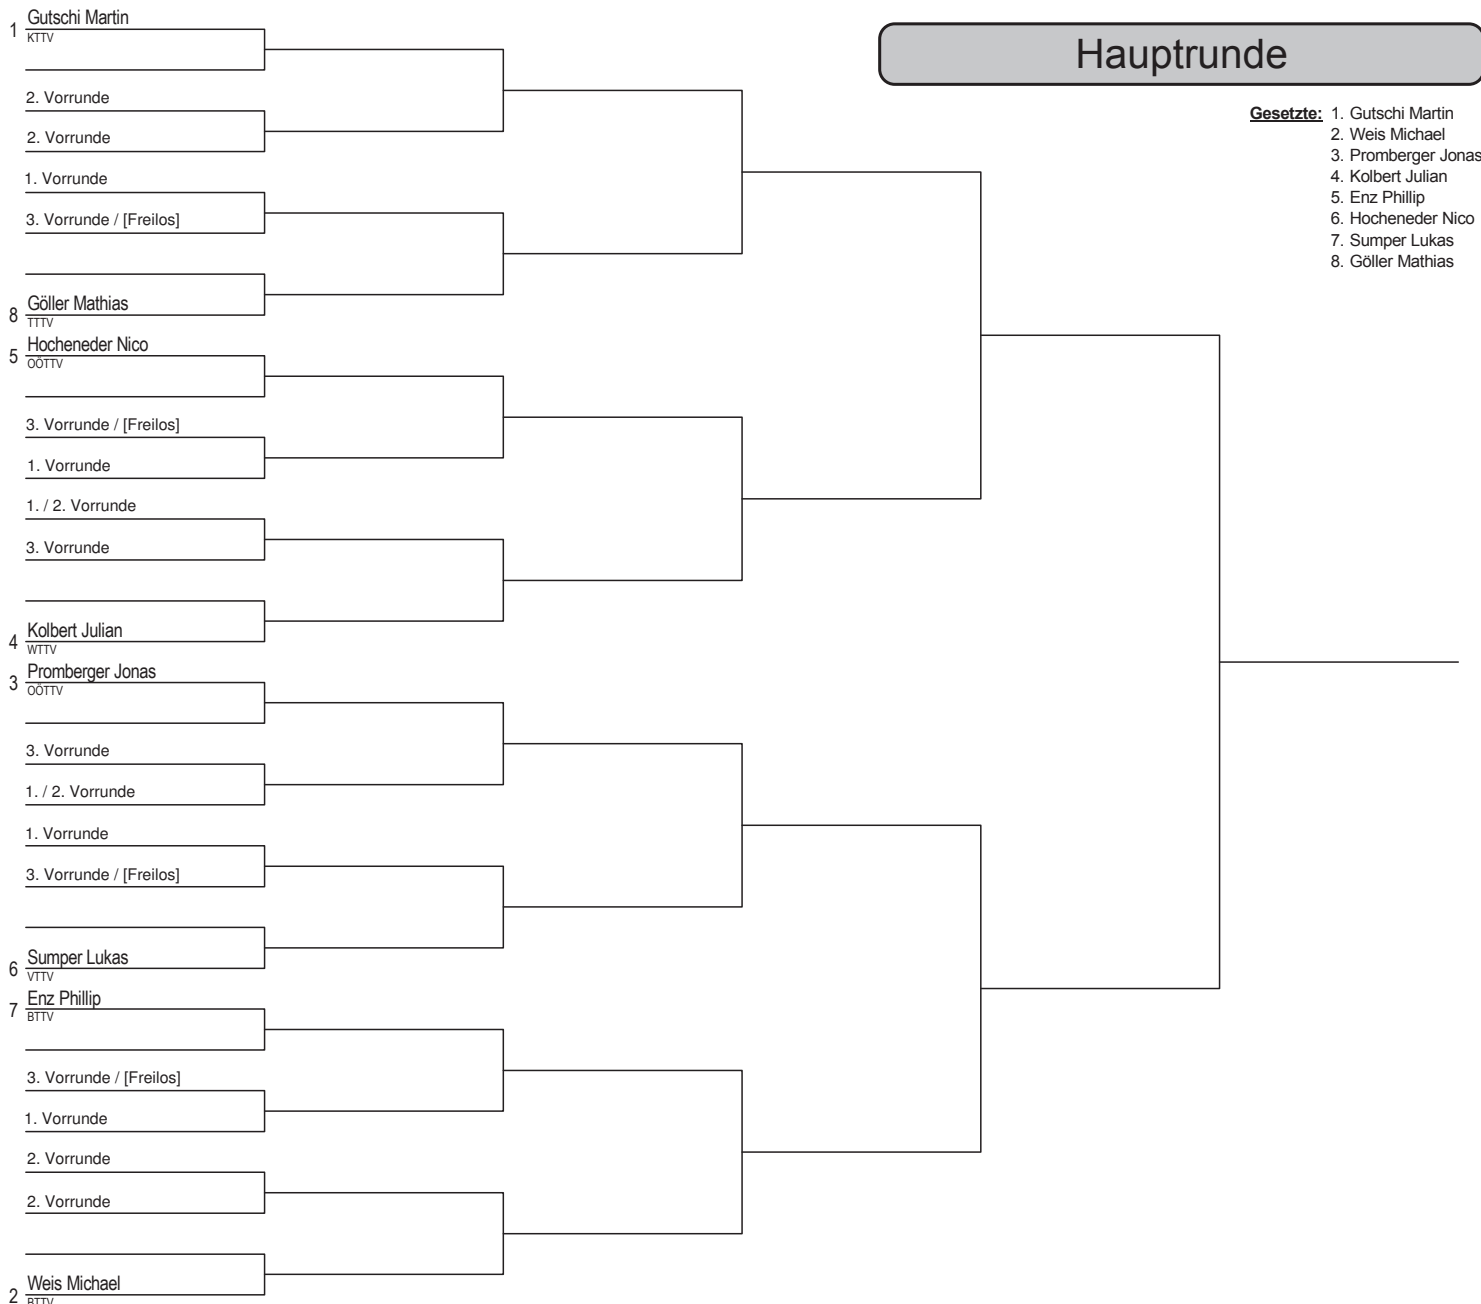 Hauptrunde
Gesetzte: 1. Gutschi Martin
2. Weis Michael
3. Promberger Jonas
4. Kolbert Julian
5. Enz Phillip
6. Hocheneder Nico
7. Sumper Lukas
8. Göller Mathias
1 Gutschi Martin
KTTV
2. Vorrunde
2. Vorrunde
1. Vorrunde
3. Vorrunde / [Freilos]
8 Göller Mathias
TTTV
5 Hocheneder Nico
OÖTTV
3. Vorrunde / [Freilos]
1. Vorrunde
1. / 2. Vorrunde
3. Vorrunde
4 Kolbert Julian
WTTV
3 Promberger Jonas
OÖTTV
3. Vorrunde
1. / 2. Vorrunde
1. Vorrunde
3. Vorrunde / [Freilos]
6 Sumper Lukas
VTTV
7 Enz Phillip
BTTV
3. Vorrunde / [Freilos]
1. Vorrunde
2. Vorrunde
2. Vorrunde
2 Weis Michael
BTTV